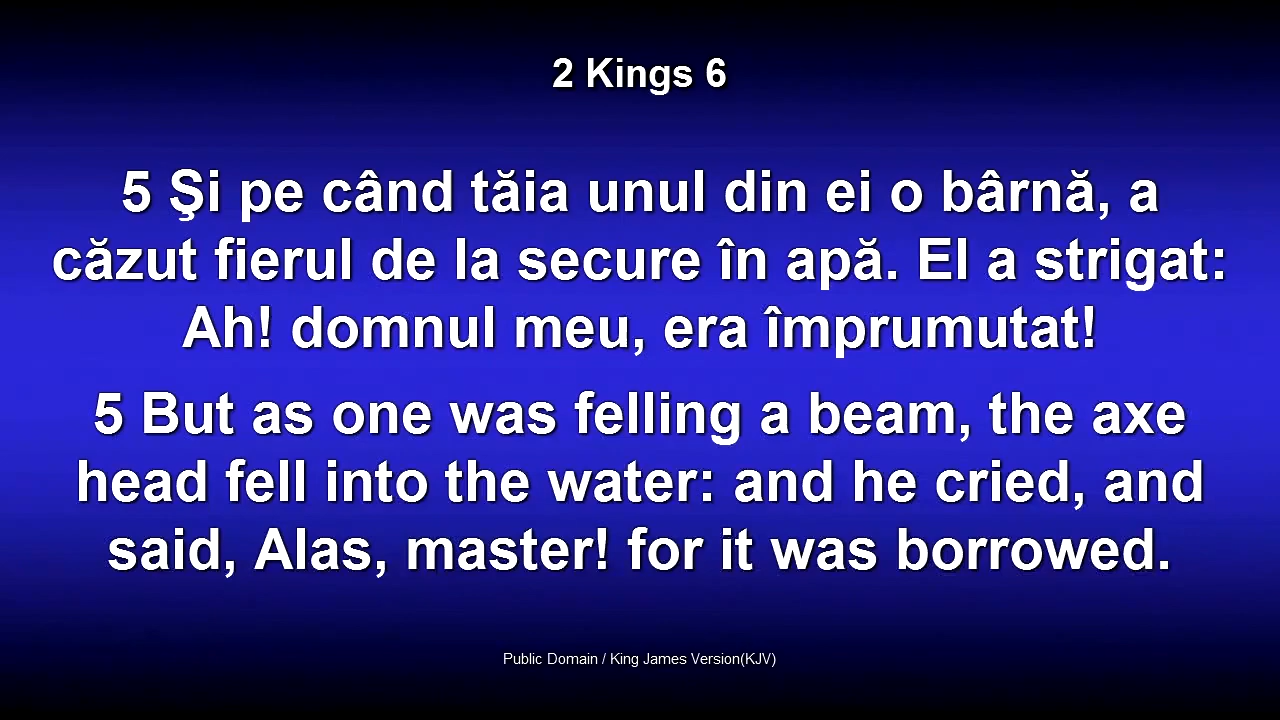 2 Kings 6
5 Şi pe când tăia unul din ei o bârnă, a
căzut fierul de la secure în apă. El a strigat:
Ah! domnul meu, era împrumutat!
5 But as one was felling a beam, the axe
head fell into the water: and he cried, and
said, Alas, master! for it was borrowed.
Public Domain / King James Version(KJV)